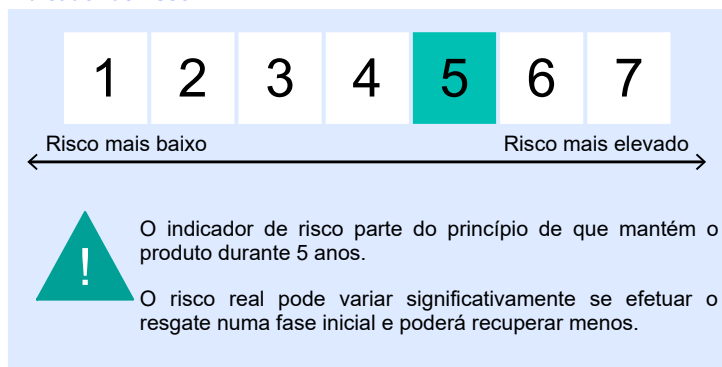 1 2 3 4 5 6 7
Risco mais baixo Risco mais elevado
!
O indicador de risco parte do princípio de que mantém o
produto durante 5 anos.
O risco real pode variar significativamente se efetuar o
resgate numa fase inicial e poderá recuperar menos.